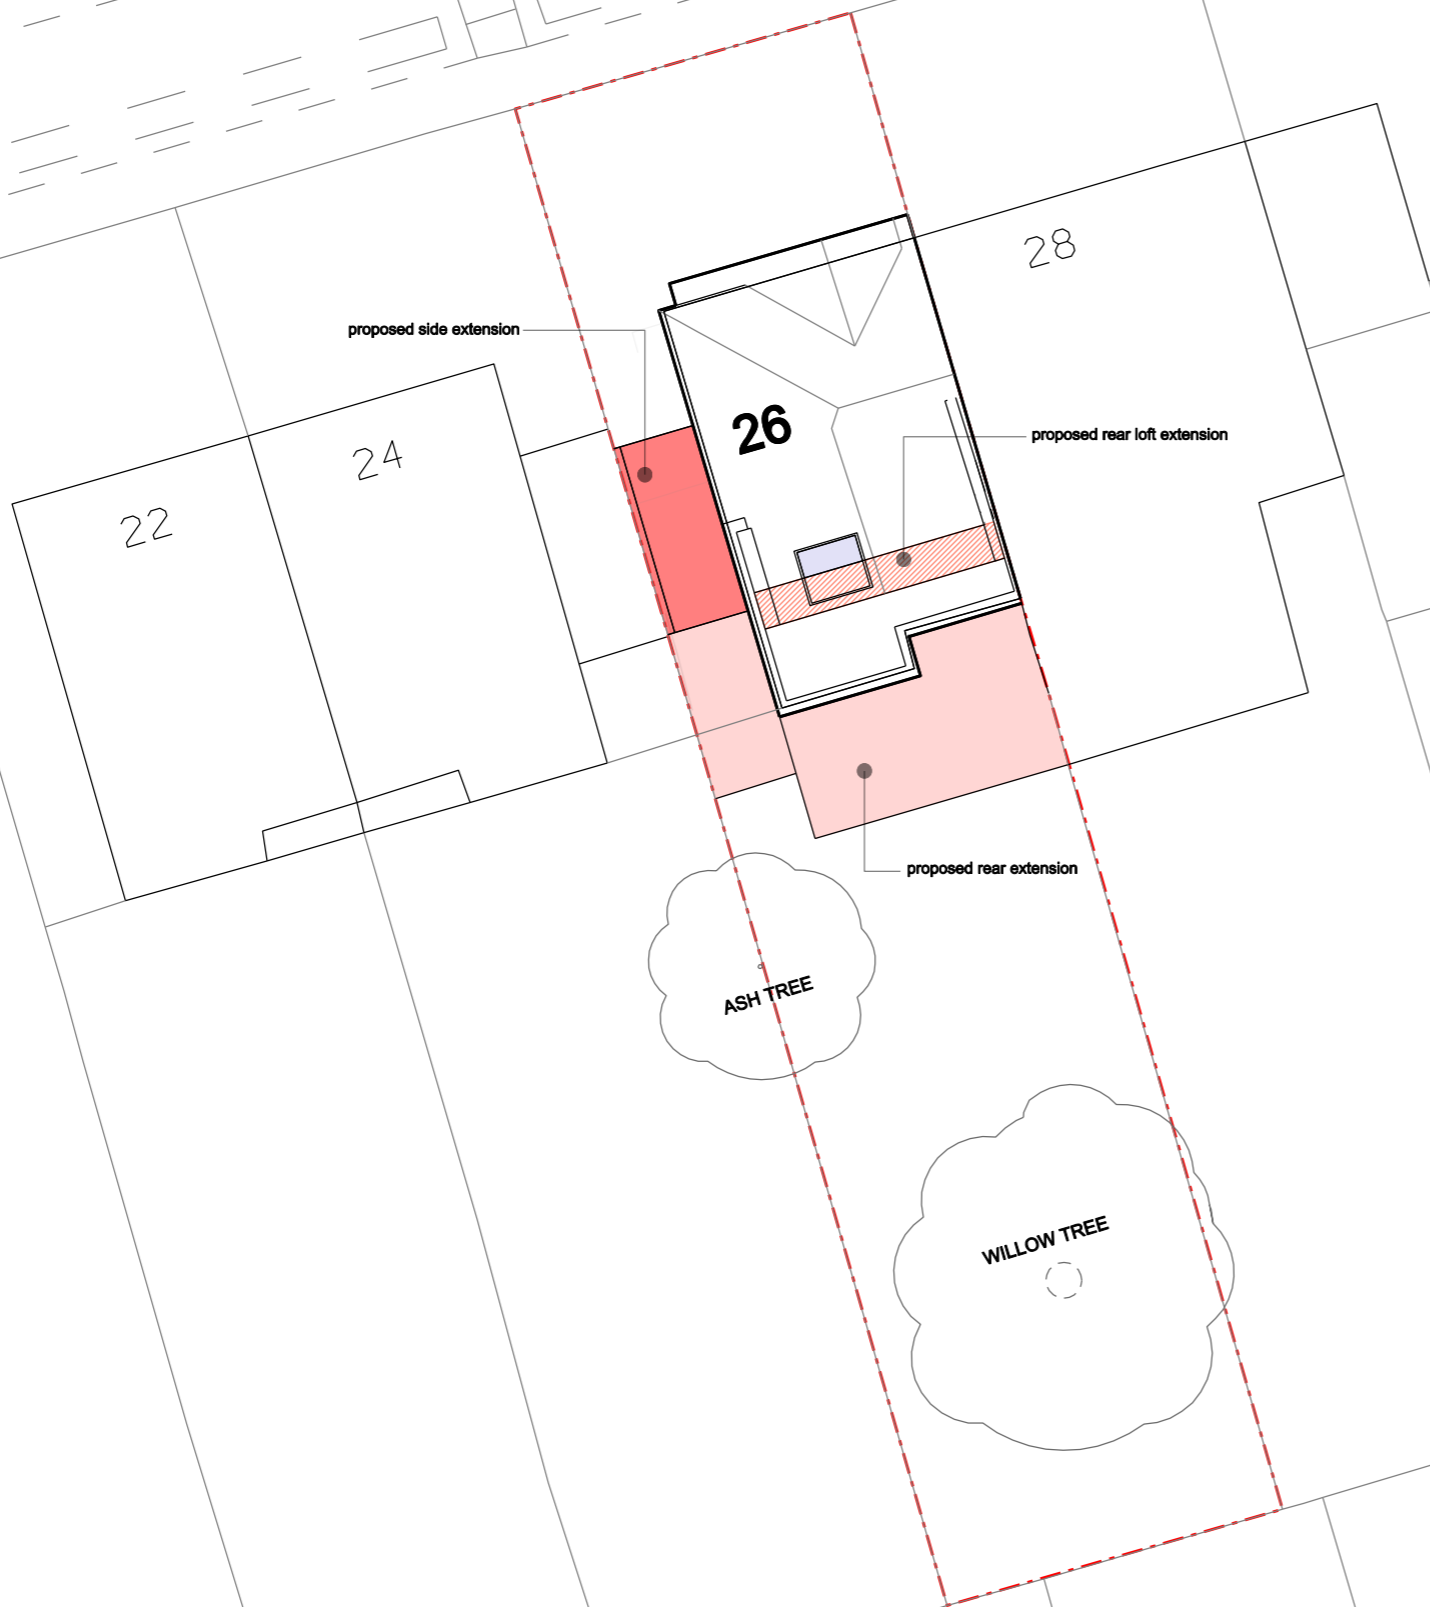 28
proposed side extension
26
proposed rear loft extension
24
22
proposed rear extension
ASH TREE
WILLOW TREE